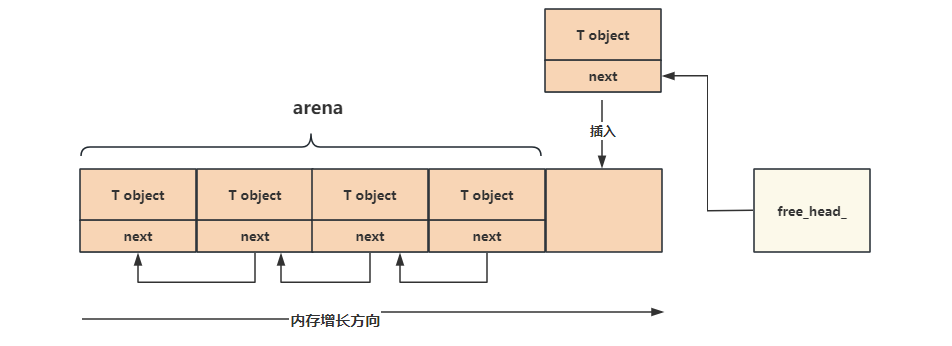 T object
next
插入
arena
T object
T object
T object
T object
next
next
next
next
free_head_
内存增长方向